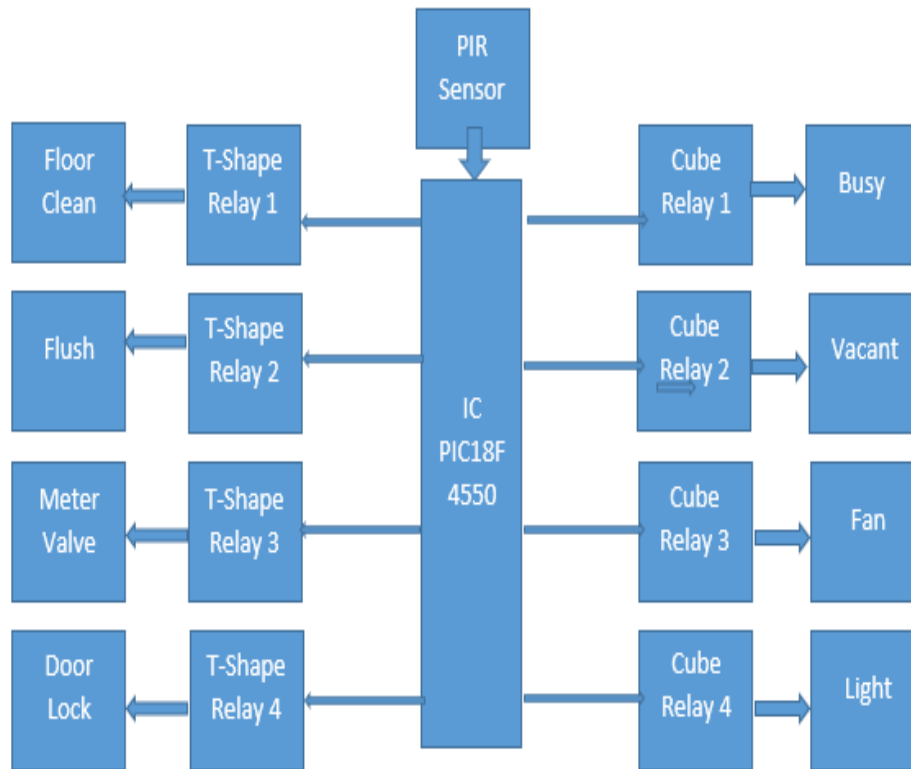 PIR
Sensor
Floor
Clean
T-Shape
Relay 1
Cube
Relay 1
Busy
Flush
T-Shape
Relay 2
Cube
Relay 2
Vacant
IC
PIC18F
4550
Meter
Valve
T-Shape
Relay 3
Cube
Relay 3
Fan
Door
Lock
T-Shape
Relay 4
Cube
Relay 4
Light